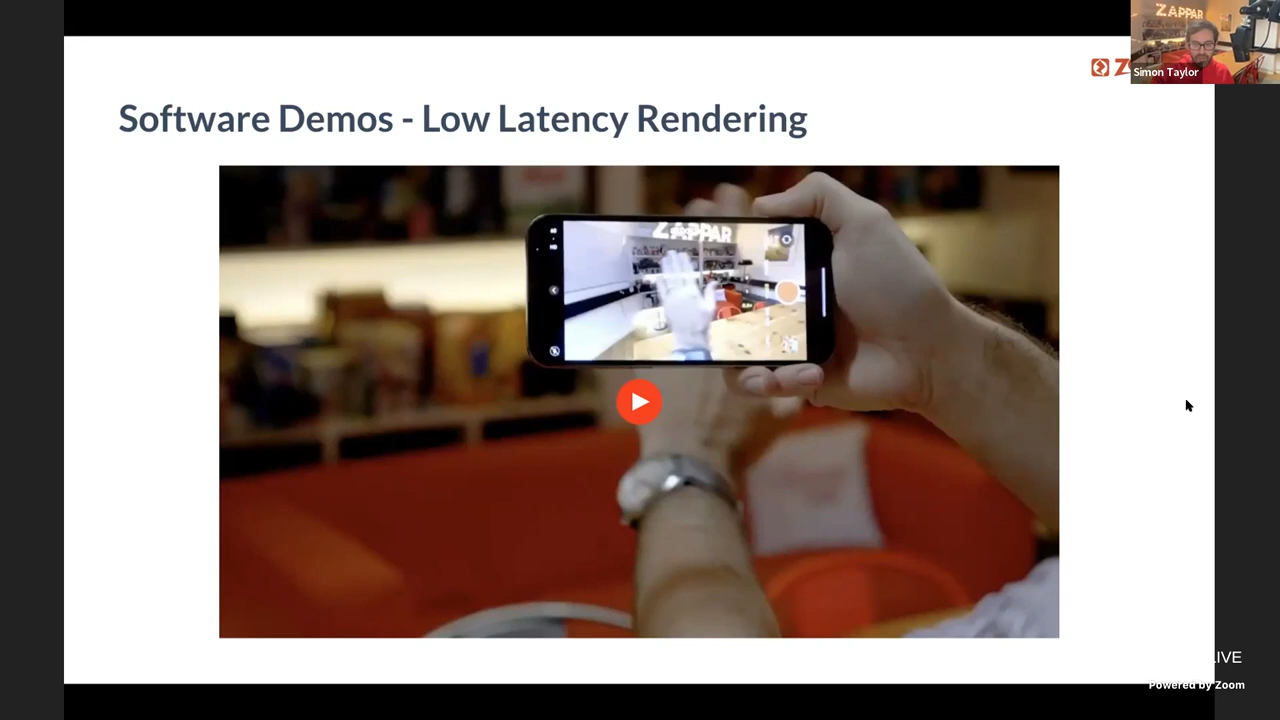 ZAPPAR
Simon Taylor
Z
Software Demos - Low Latency Rendering
ZAPPAR
LIVE
Powered by Zoom